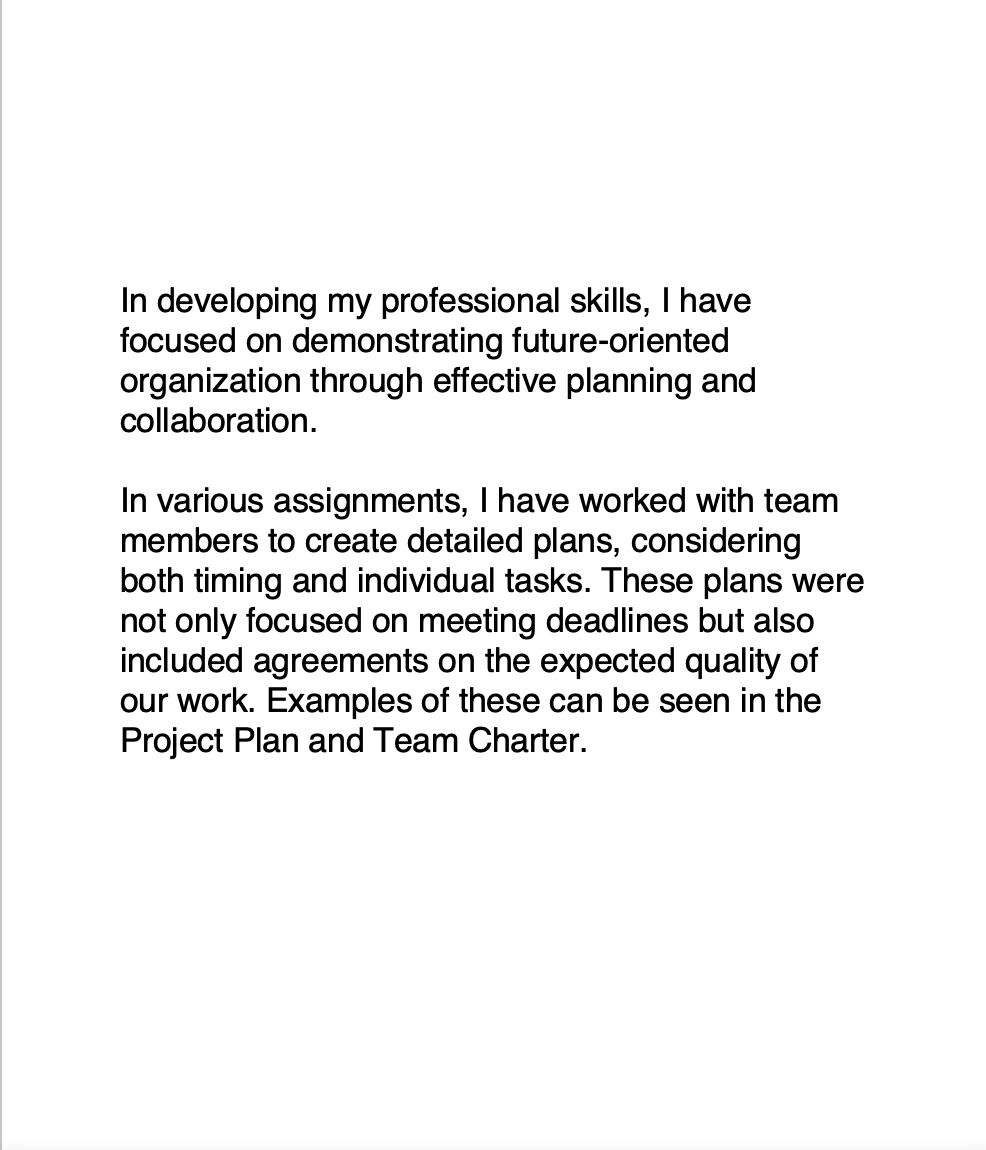 In developing my professional skills, I have
focused on demonstrating future-oriented
organization through effective planning and
collaboration.
In various assignments, I have worked with team
members to create detailed plans, considering
both timing and individual tasks. These plans were
not only focused on meeting deadlines but also
included agreements on the expected quality of
our work. Examples of these can be seen in the
Project Plan and Team Charter.